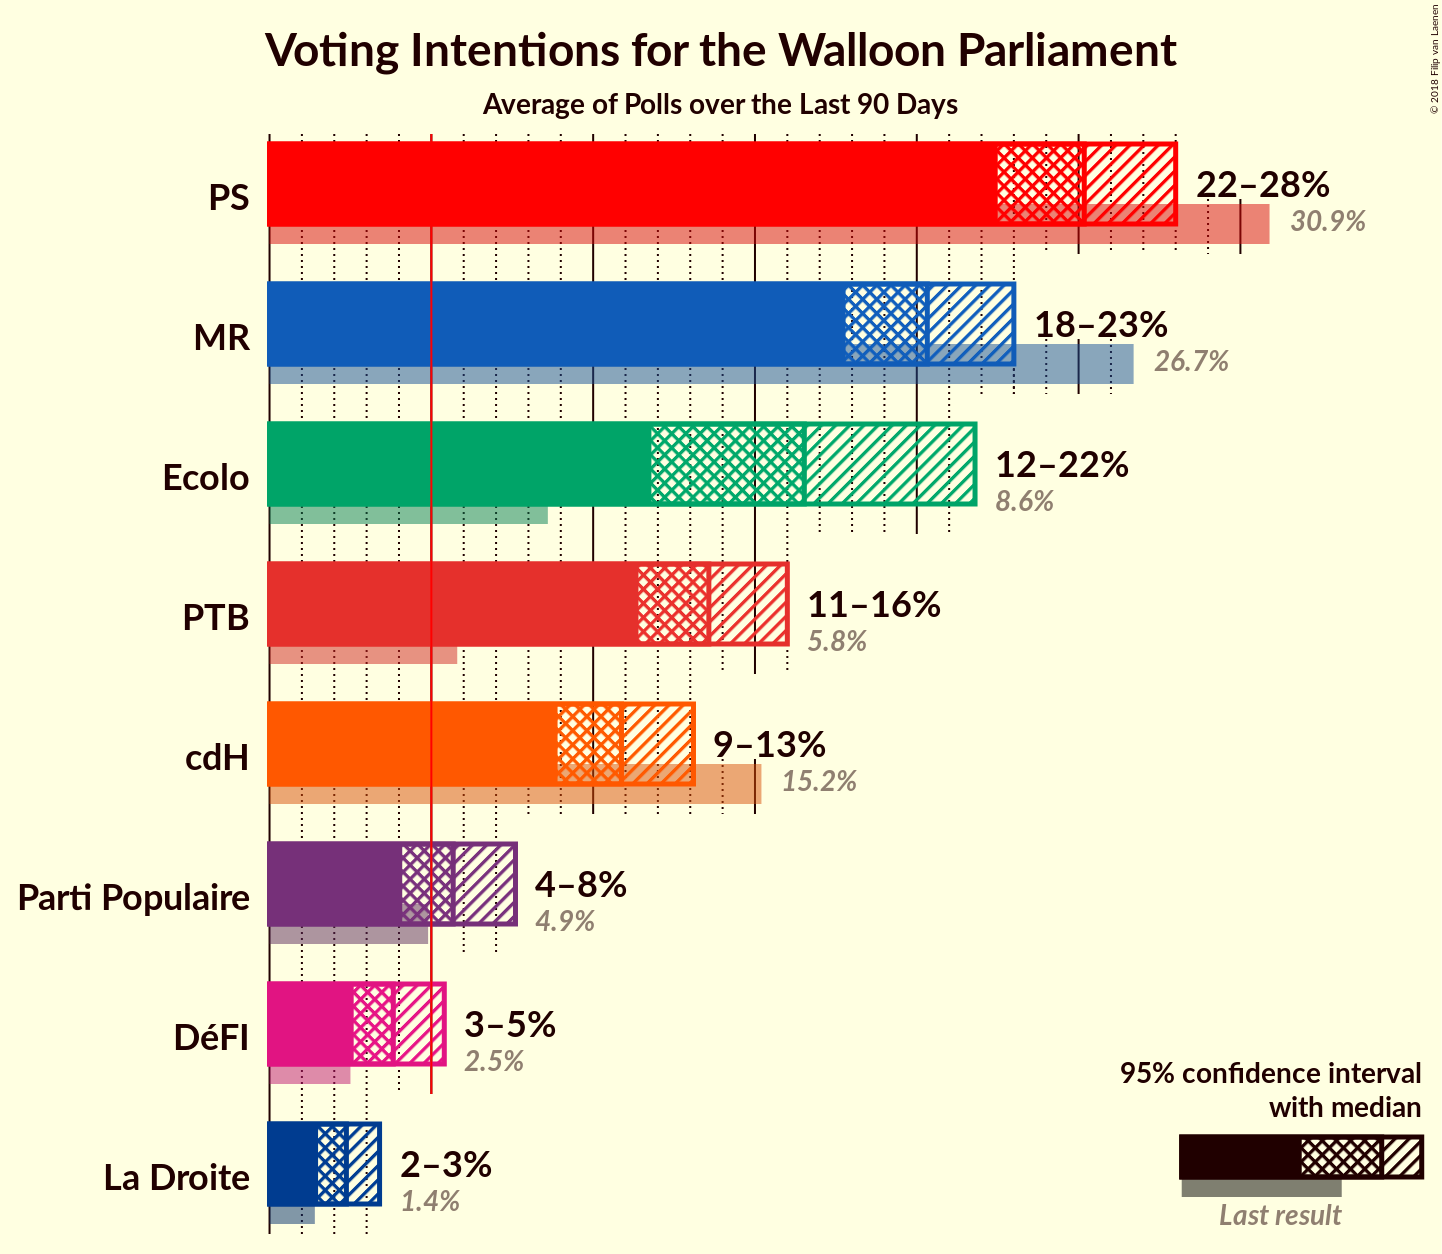 Voting Intentions for the Walloon Parliament
Average of Polls over the Last 90 Days
© 2018 Filip van Laenen
PS
22–28%
30.9%
MR
18–23%
26.7%
Ecolo
12–22%
8.6%
PTB
11–16%
5.8%
cdH
9–13%
15.2%
Parti Populaire
4–8%
4.9%
DéFI
3–5%
2.5%
La Droite
2–3%
1.4%
95% confidence interval
with median
Last result